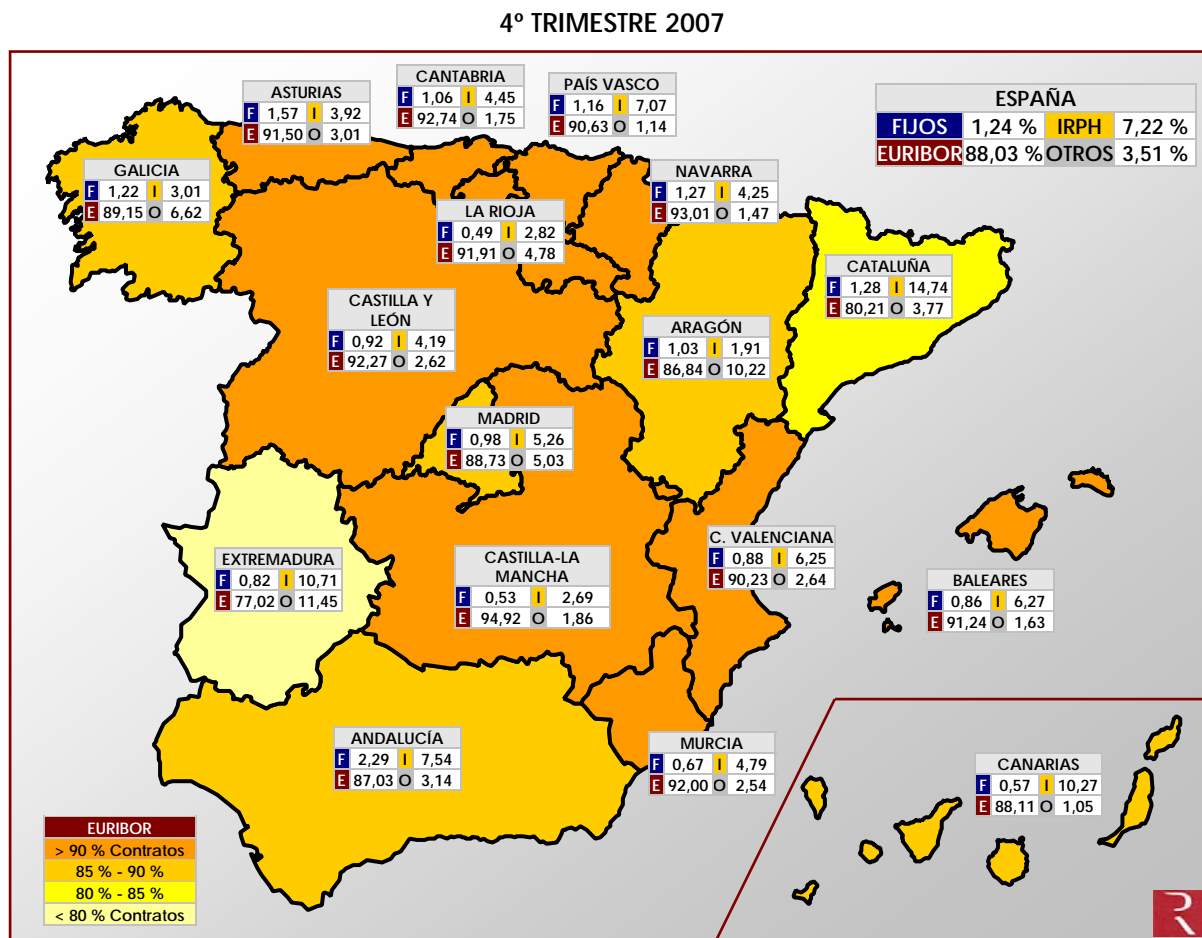 4º TRIMESTRE 2007
ESPAÑA
FIJOS 1,24 % IRPH 7,22 %
EURIBOR 88,03 % OTROS 3,51 %
ASTURIAS
F 1,57 I 3,92
E 91,50 O 3,01
CANTABRIA
F 1,06 I 4,45
E 92,74 O 1,75
PAÍS VASCO
F 1,16 I 7,07
E 90,63 O 1,14
GALICIA
F 1,22 I 3,01
E 89,15 O 6,62
NAVARRA
F 1,27 I 4,25
E 93,01 O 1,47
LA RIOJA
F 0,49 I 2,82
E 91,91 O 4,78
CATALUÑA
F 1,28 I 14,74
E 80,21 O 3,77
CASTILLA Y
LEÓN
F 0,92 I 4,19
E 92,27 O 2,62
ARAGÓN
F 1,03 I 1,91
E 86,84 O 10,22
MADRID
F 0,98 I 5,26
E 88,73 O 5,03
C. VALENCIANA
F 0,88 I 6,25
E 90,23 O 2,64
EXTREMADURA
F 0,82 I 10,71
E 77,02 O 11,45
CASTILLA-LA
MANCHA
F 0,53 I 2,69
E 94,92 O 1,86
BALEARES
F 0,86 I 6,27
E 91,24 O 1,63
ANDALUCÍA
F 2,29 I 7,54
E 87,03 O 3,14
MURCIA
F 0,67 I 4,79
E 92,00 O 2,54
CANARIAS
F 0,57 I 10,27
E 88,11 O 1,05
EURIBOR
> 90 % Contratos
85 % - 90 %
80 % - 85 %
< 80 % Contratos
R